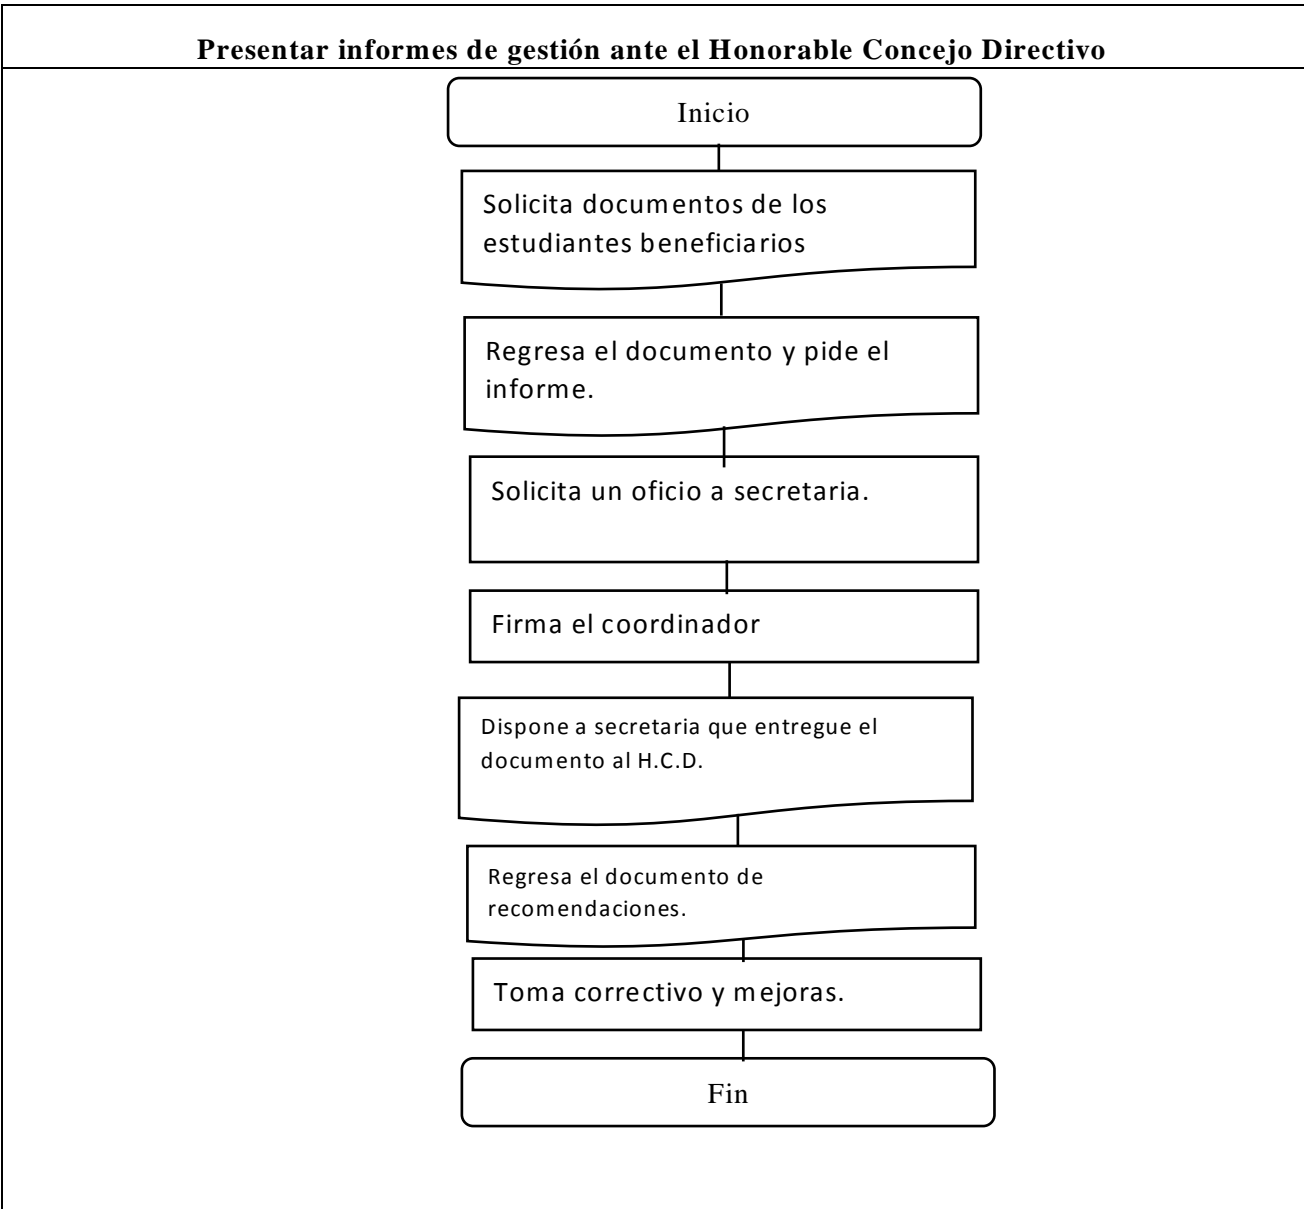 Presentar informes de gestión ante el Honorable Concejo Directivo
Inicio
Solicita documentos de los
estudiantes beneficiarios
Regresa el documento y pide el
informe.
Solicita un oficio a secretaria.
Firma el coordinador
Dispone a secretaria que entregue el
documento al H.C.D.
Regresa el documento de
recomendaciones.
Toma correctivo y mejoras.
Fin